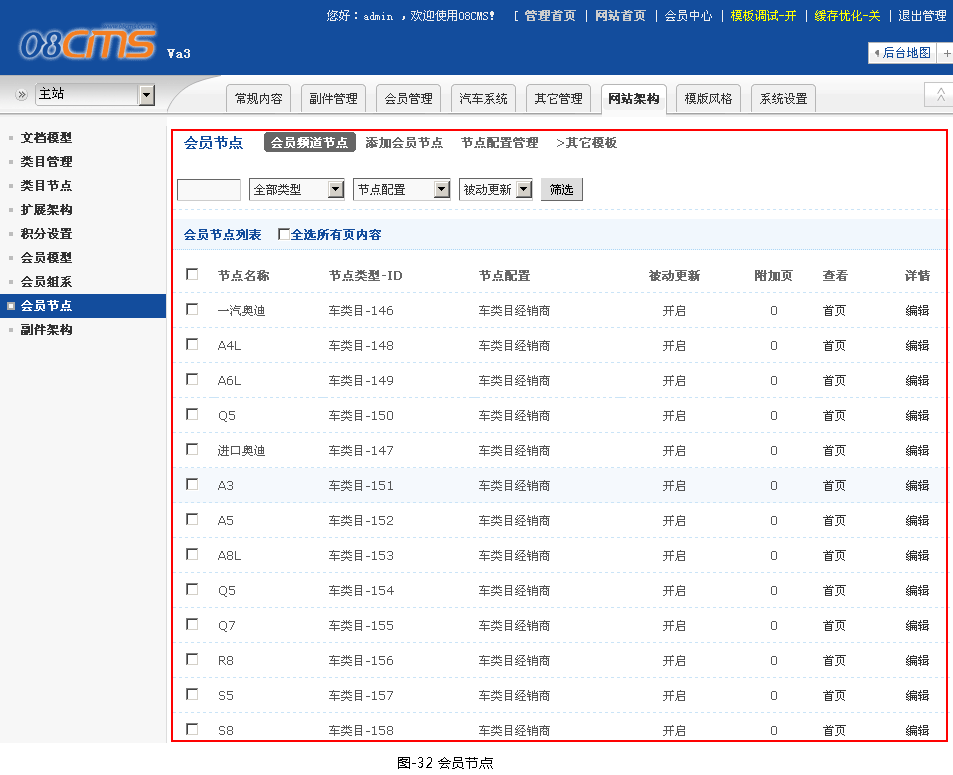 您好：admin ，欢迎使用08CMS! [ 管理首页 | 网站首页 | 会员中心 | 模板调试-开 | 缓存优化-关 | 退出管理
08CMS Va3
后台地图 +
主站
常规内容 副件管理 会员管理 汽车系统 其它管理 网站架构 模版风格 系统设置
文档模型
类目管理
类目节点
扩展架构
积分设置
会员模型
会员组系
会员节点
副件架构
会员节点 会员频道节点 添加会员节点 节点配置管理 >其它模板
全部类型 节点配置 被动更新 筛选
会员节点列表 全选所有页内容
节点名称 节点类型-ID 节点配置 被动更新 附加页 查看 详情
一汽奥迪 车类目-146 车类目经销商 开启 0 首页 编辑
A4L 车类目-148 车类目经销商 开启 0 首页 编辑
A6L 车类目-149 车类目经销商 开启 0 首页 编辑
Q5 车类目-150 车类目经销商 开启 0 首页 编辑
进口奥迪 车类目-147 车类目经销商 开启 0 首页 编辑
A3 车类目-151 车类目经销商 开启 0 首页 编辑
A5 车类目-152 车类目经销商 开启 0 首页 编辑
A8L 车类目-153 车类目经销商 开启 0 首页 编辑
Q5 车类目-154 车类目经销商 开启 0 首页 编辑
Q7 车类目-155 车类目经销商 开启 0 首页 编辑
R8 车类目-156 车类目经销商 开启 0 首页 编辑
S5 车类目-157 车类目经销商 开启 0 首页 编辑
S8 车类目-158 车类目经销商 开启 0 首页 编辑
图-32 会员节点